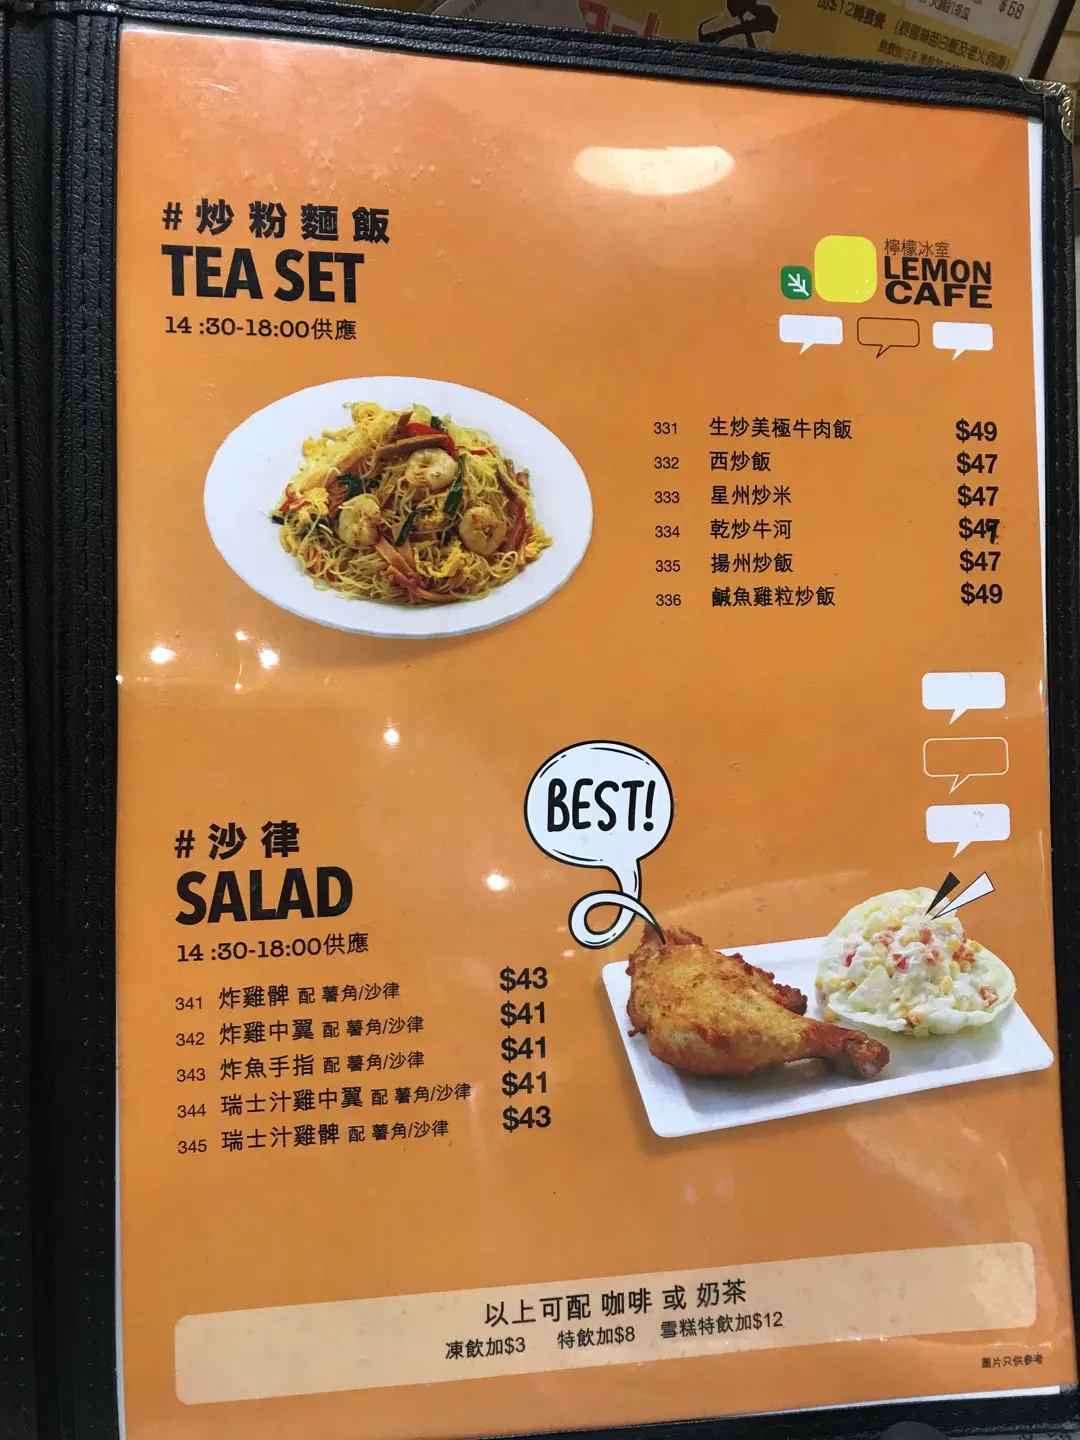 $68
#炒粉麵飯
TEA SET
14 :30-18:00供應
檸檬冰室
LEMON
CAFE
331 生炒美極牛肉飯 $49
332 西炒飯 $47
333 星州炒米 $47
334 乾炒牛河 $47
335 揚州炒飯 $47
336 鹹魚雞粒炒飯 $49
BEST!
#沙律
SALAD
14 :30-18:00供應
341 炸雞髀 配 薯角/沙律 $43
342 炸雞中翼 配 薯角/沙律 $41
343 炸魚手指 配 薯角/沙律 $41
344 瑞士汁雞中翼 配 薯角/沙律 $41
345 瑞士汁雞髀 配 薯角/沙律 $43
以上可配 咖啡 或 奶茶
凍飲加$3 特飲加$8 雪糕特飲加$12
圖片只供參考